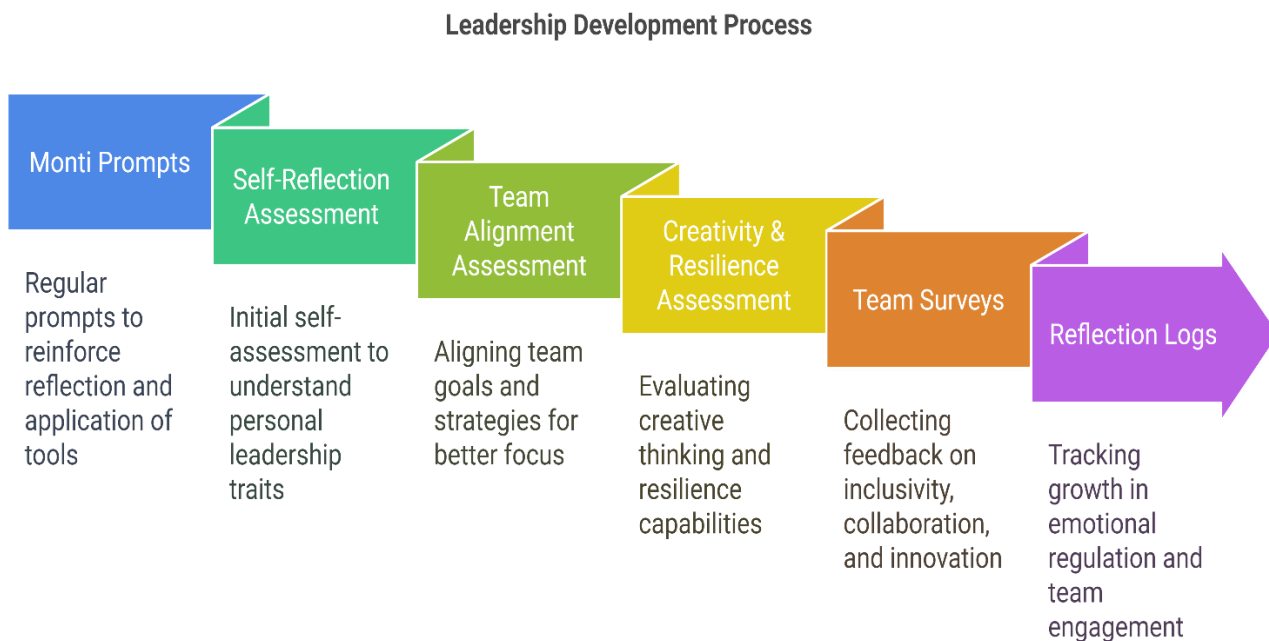 Leadership Development Process
Monti Prompts
Regular
prompts to
reinforce
reflection and
application of
tools
Self-Reflection
Assessment
Initial self-
assessment to
understand
personal
leadership
traits
Team
Alignment
Assessment
Aligning team
goals and
strategies for
better focus
Creativity &
Resilience
Assessment
Evaluating
creative
thinking and
resilience
capabilities
Team Surveys
Collecting
feedback on
inclusivity,
collaboration,
and innovation
Reflection Logs
Tracking
growth in
emotional
regulation and
team
engagement